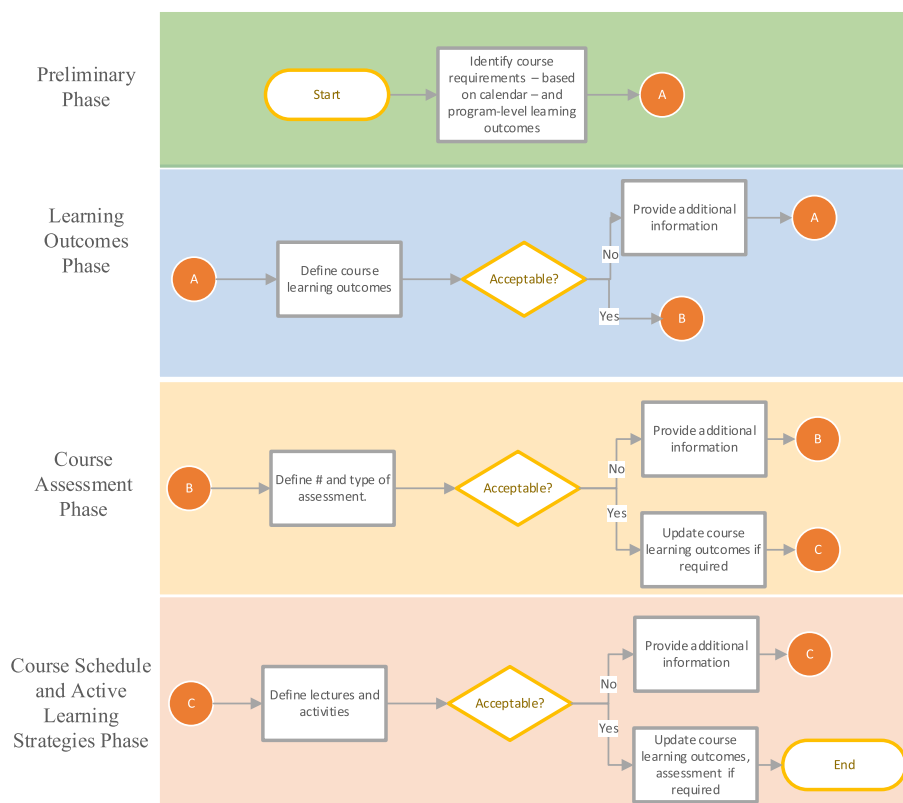 Preliminary
Phase
Start
Identify course
requirements – based
on calendar – and
program-level learning
outcomes
A
Learning
Outcomes
Phase
A
Define course
learning outcomes
Acceptable?
No
Provide additional
information
A
Yes
B
Course
Assessment
Phase
B
Define # and type of
assessment.
Acceptable?
No
Provide additional
information
B
Yes
Update course
learning outcomes if
required
C
Course Schedule
and Active
Learning
Strategies Phase
C
Define lectures and
activities
Acceptable?
No
Provide additional
information
C
Yes
Update course
learning outcomes,
assessment if
required
End